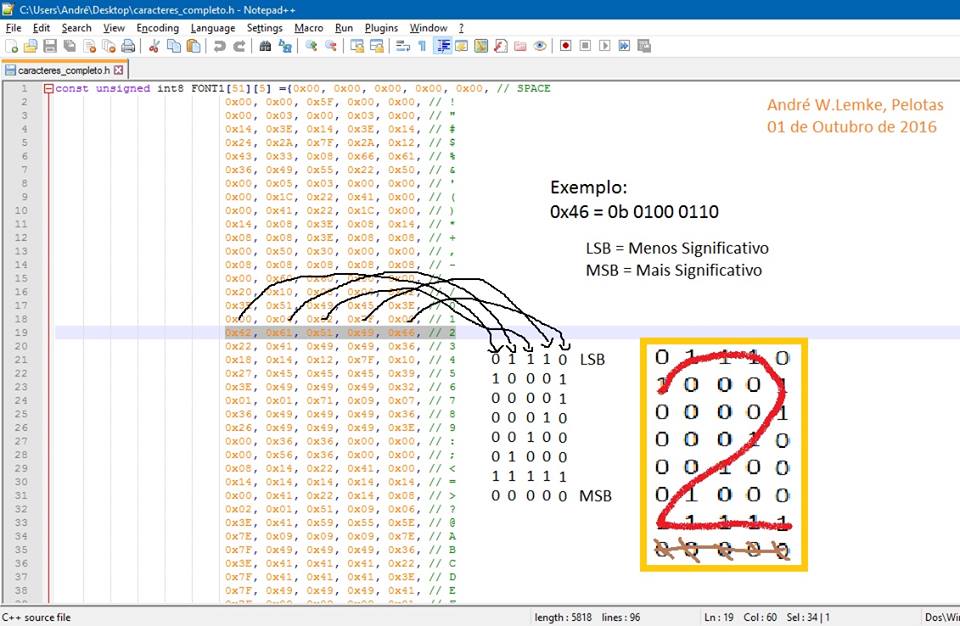 C:\Users\André\Desktop\caracteres_completo.h - Notepad++
File Edit Search View Encoding Language Settings Macro Run Plugins Window ?
caracteres_completo.h
1 const unsigned int8 FONT1[51][5] ={0x00, 0x00, 0x00, 0x00, 0x00, // SPACE
2 0x00, 0x00, 0x5F, 0x00, 0x00, // !
3 0x00, 0x03, 0x00, 0x03, 0x00, // "
4 0x14, 0x3E, 0x14, 0x3E, 0x14, // #
5 0x24, 0x2A, 0x7F, 0x2A, 0x12, // $
6 0x43, 0x33, 0x08, 0x66, 0x61, // %
7 0x36, 0x49, 0x55, 0x22, 0x50, // &
8 0x00, 0x05, 0x03, 0x00, 0x00, // '
9 0x00, 0x1C, 0x22, 0x41, 0x00, // (
10 0x00, 0x41, 0x22, 0x1C, 0x00, // )
11 0x14, 0x08, 0x3E, 0x08, 0x14, // *
12 0x08, 0x08, 0x3E, 0x08, 0x08, // +
13 0x00, 0x50, 0x30, 0x00, 0x00, // ,
14 0x08, 0x08, 0x08, 0x08, 0x08, // -
15 0x00,
16 0x20, 0x10,
17 0x51, 0x49, 0x45, 0x3E,
18
19 0x42, 0x61, 0x51, 0x49, 0x46, // 2
20 0x22, 0x41, 0x49, 0x49, 0x36, // 3
21 0x18, 0x14, 0x12, 0x7F, 0x10, // 4
22 0x27, 0x45, 0x45, 0x45, 0x39, // 5
23 0x3E, 0x49, 0x49, 0x49, 0x32, // 6
24 0x01, 0x01, 0x71, 0x09, 0x07, // 7
25 0x36, 0x49, 0x49, 0x49, 0x36, // 8
26 0x26, 0x49, 0x49, 0x49, 0x3E, // 9
27 0x00, 0x36, 0x36, 0x00, 0x00, // :
28 0x00, 0x56, 0x36, 0x00, 0x00, // ;
29 0x08, 0x14, 0x22, 0x41, 0x00, // <
30 0x14, 0x14, 0x14, 0x14, 0x14, // =
31 0x00, 0x41, 0x22, 0x14, 0x08, // >
32 0x02, 0x01, 0x51, 0x09, 0x06, // ?
33 0x3E, 0x41, 0x59, 0x55, 0x5E, // @
34 0x7E, 0x09, 0x09, 0x09, 0x7E, // A
35 0x7F, 0x49, 0x49, 0x49, 0x36, // B
36 0x3E, 0x41, 0x41, 0x41, 0x22, // C
37 0x7F, 0x41, 0x41, 0x41, 0x3E, // D
38 0x7F, 0x49, 0x49, 0x49, 0x41, // E
André W.Lemke, Pelotas
01 de Outubro de 2016
Exemplo:
0x46 = 0b 0100 0110
LSB = Menos Significativo
MSB = Mais Significativo
0 1 1 1 0 LSB
1 0 0 0 1
0 0 0 0 1
0 0 0 1 0
0 0 1 0 0
0 1 0 0 0
1 1 1 1 1
0 0 0 0 0 MSB
0 1 1 1 0
1 0 0 0 1
0 0 0 0 1
0 0 0 1 0
0 0 1 0 0
0 1 0 0 0
1 1 1 1 1
0 0 0 0 0
C++ source file length : 5818 lines : 96 Ln : 19 Col : 60 Sel : 34 | 1 Dos\Win